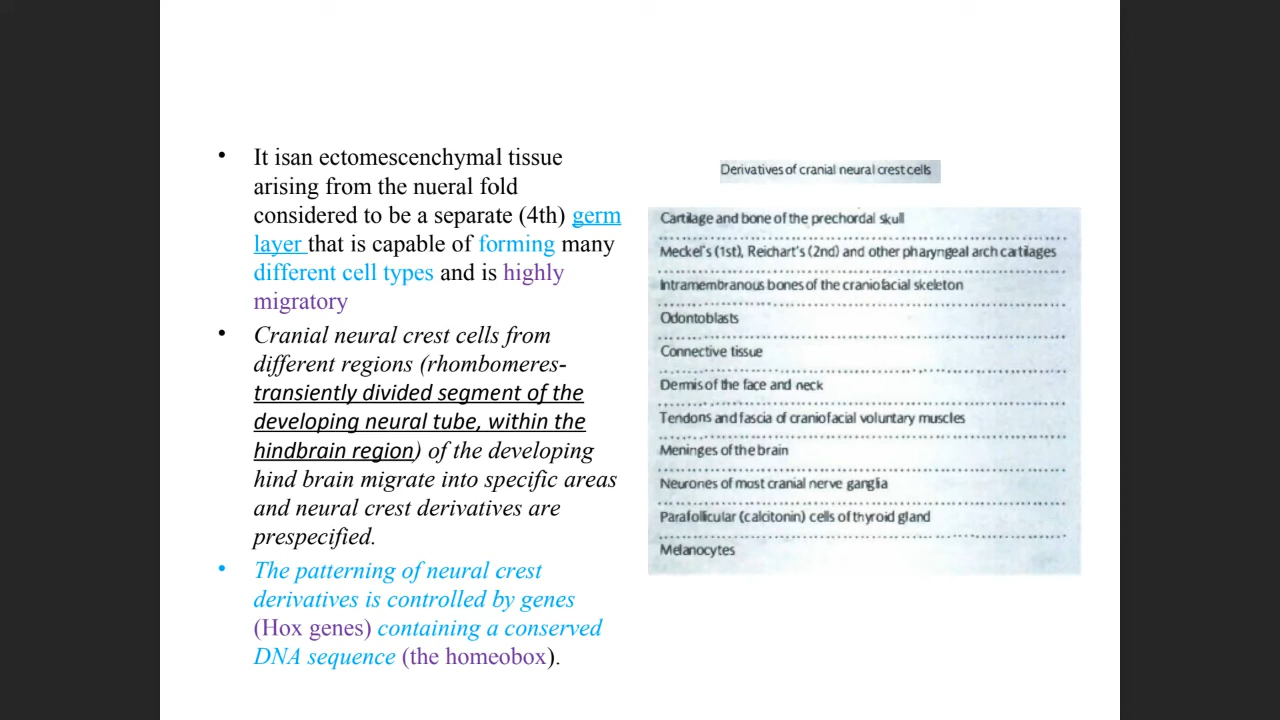 • It isan ectomescenchymal tissue
arising from the nueral fold
considered to be a separate (4th) germ
layer that is capable of forming many
different cell types and is highly
migratory
• Cranial neural crest cells from
different regions (rhombomeres-
transiently divided segment of the
developing neural tube, within the
hindbrain region) of the developing
hind brain migrate into specific areas
and neural crest derivatives are
prespecified.
• The patterning of neural crest
derivatives is controlled by genes
(Hox genes) containing a conserved
DNA sequence (the homeobox).
Derivatives of cranial neural crest cells
Cartilage and bone of the prechordal skull
Meckel's (1st), Reichart's (2nd) and other pharyngeal arch cartilages
Intramembranous bones of the craniofacial skeleton
Odontoblasts
Connective tissue
Dermis of the face and neck
Tendons and fascia of craniofacial voluntary muscles
Meninges of the brain
Neurones of most cranial nerve ganglia
Parafollicular (calcitonin) cells of thyroid gland
Melanocytes